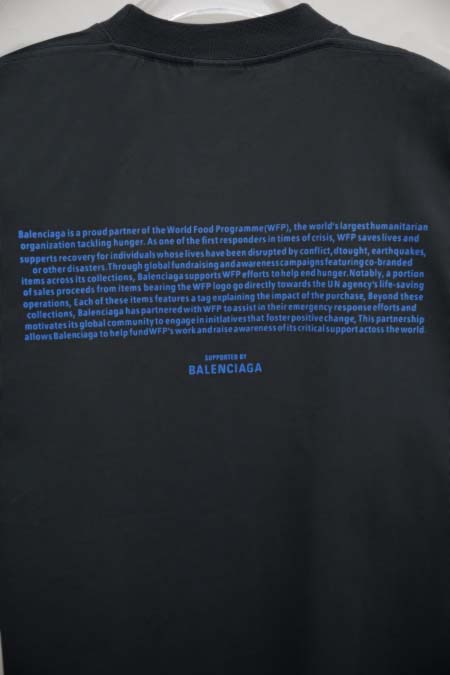 Balenciaga is a proud partner of the World Food Programme(WFP), the world's largest humanitarian
organization tackling hunger. As one of the first responders in times of crisis, WFP saves lives and
supports recovery for individuals whose lives have been disrupted by conflict,dtought, earthquakes,
or other disasters.Through global fundraising and awareness campaigns featuring co-branded
items across its collections, Balenciaga supports WFP efforts to help end hunger. Notably, a portion
of sales proceeds from items bearing the WFP logo go directly towards the UN agency's life-saving
operations, Each of these items features a tag explaining the impact of the purchase, Beyond these
collections, Balenciaga has partnered with WFP to assist in their emergency response efforts and
motivates its global community to engage in initiatives that foster positive change, This partnership
allows Balenciaga to help fund WFP's work and raise awareness of its critical support actoss the world.
SUPPORTED BY
BALENCIAGA